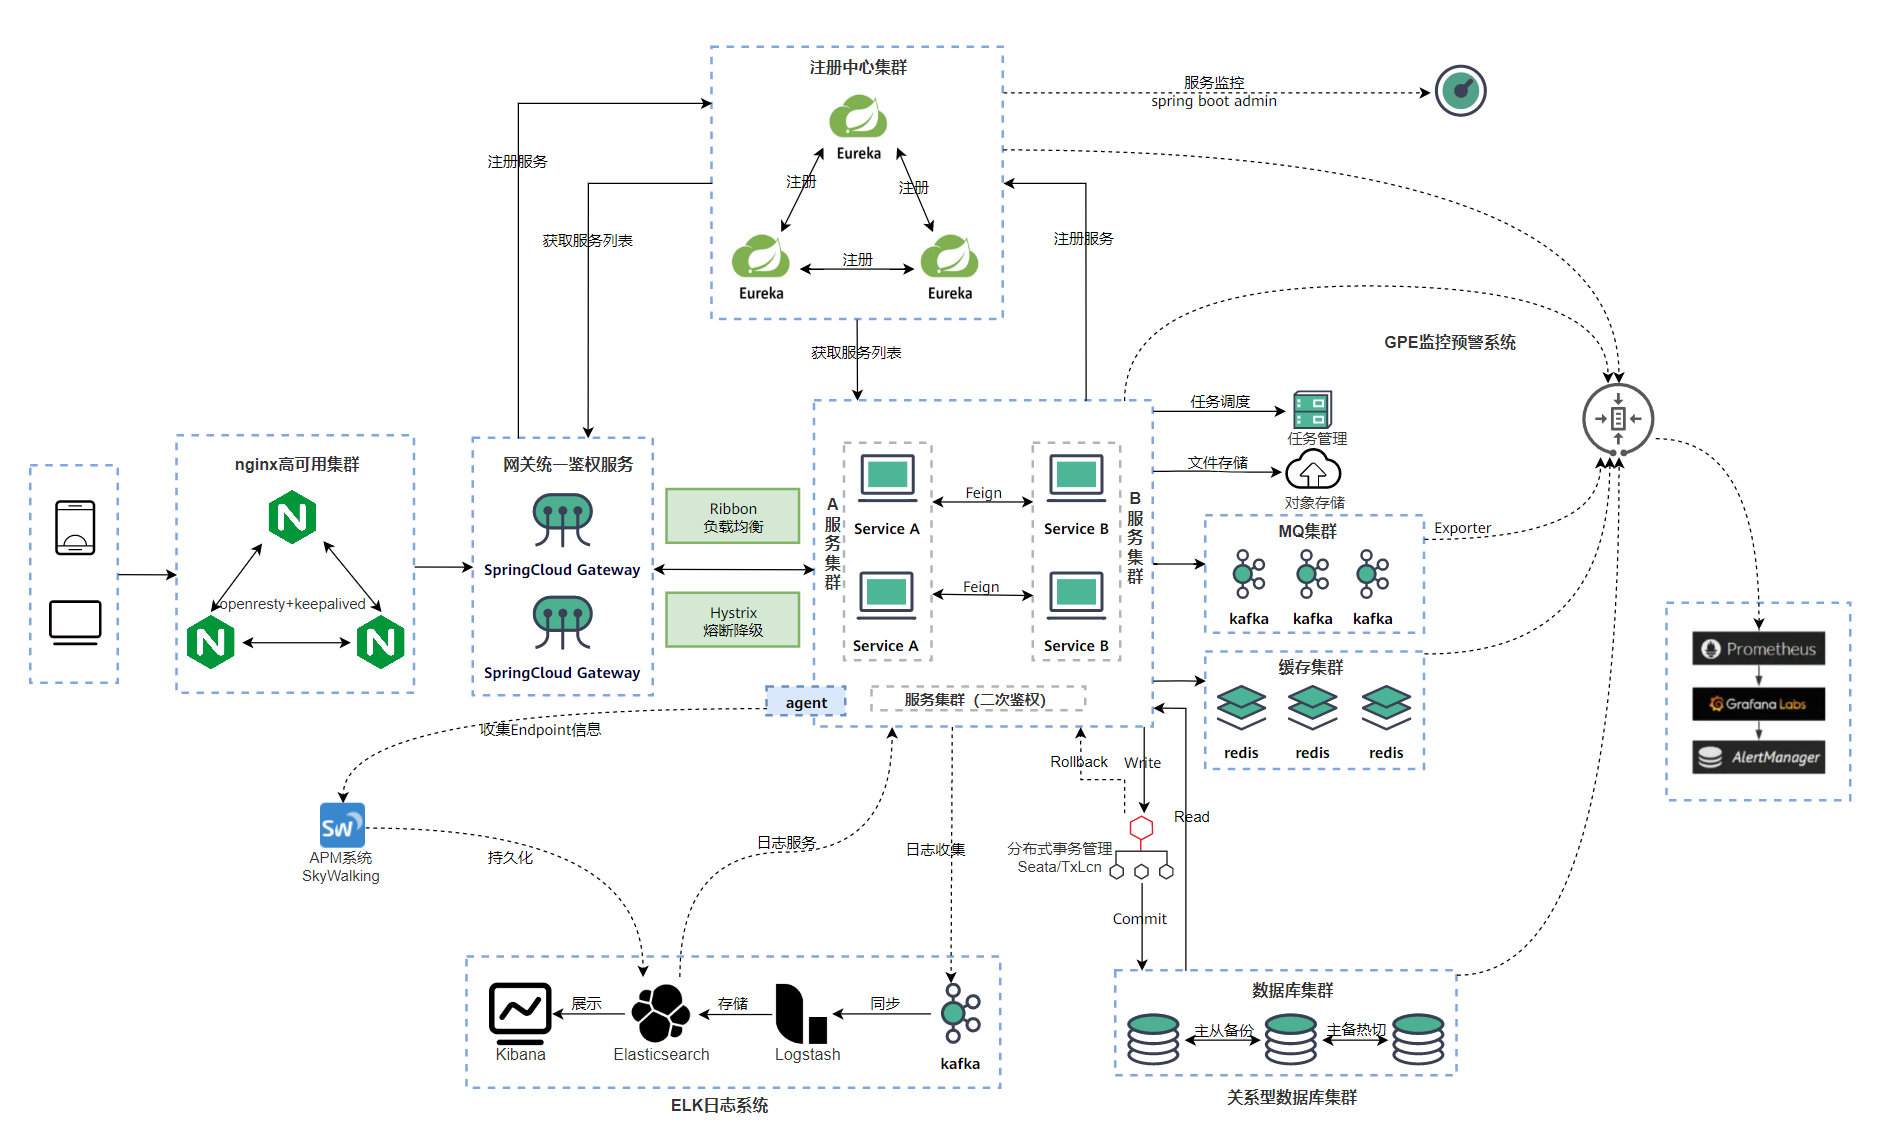 注册中心集群
Eureka
注册
注册
Eureka
注册
Eureka
服务监控
spring boot admin
注册服务
获取服务列表
注册服务
获取服务列表
GPE监控预警系统
nginx高可用集群
openresty+keepalived
网关统一鉴权服务
SpringCloud Gateway
SpringCloud Gateway
Ribbon
负载均衡
Hystrix
熔断降级
A服务集群
Service A
Service A
Feign
Feign
Service B
Service B
B服务集群
服务集群（二次鉴权）
agent
任务调度
任务管理
文件存储
对象存储
MQ集群
kafka
kafka
kafka
Exporter
缓存集群
redis
redis
redis
Prometheus
Grafana Labs
AlertManager
收集Endpoint信息
Sw
APM系统
SkyWalking
持久化
日志服务
日志收集
Rollback
Write
Read
分布式事务管理
Seata/TxLcn
Commit
展示
存储
同步
Kibana
Elasticsearch
Logstash
kafka
ELK日志系统
数据库集群
主从备份
主备热切
关系型数据库集群